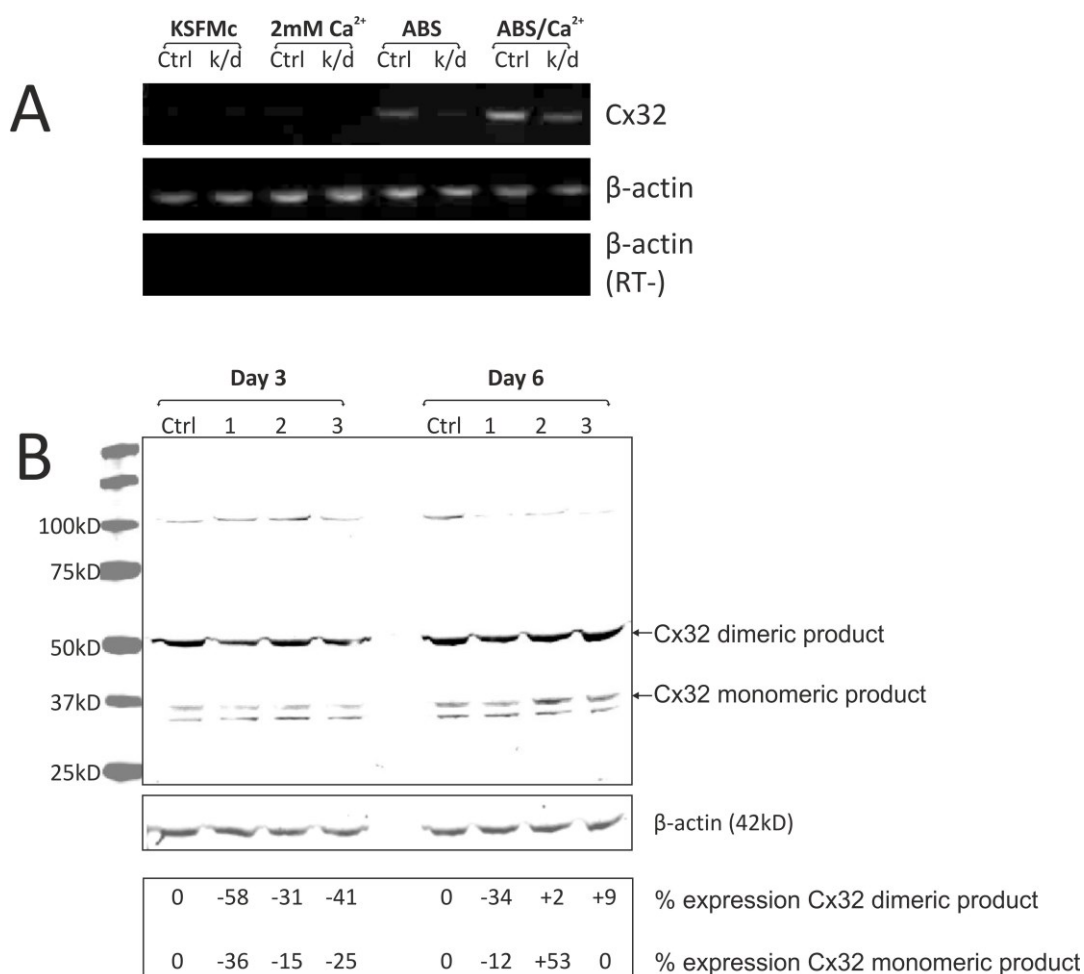 A
KSFMc 2mM Ca²⁺ ABS ABS/Ca²⁺
Ctrl k/d Ctrl k/d Ctrl k/d Ctrl k/d
Cx32
β-actin
β-actin
(RT-)
B
Day 3 Day 6
Ctrl 1 2 3 Ctrl 1 2 3
100kD
75kD
50kD
37kD
25kD
Cx32 dimeric product
Cx32 monomeric product
β-actin (42kD)
0 -58 -31 -41 0 -34 +2 +9 % expression Cx32 dimeric product
0 -36 -15 -25 0 -12 +53 0 % expression Cx32 monomeric product